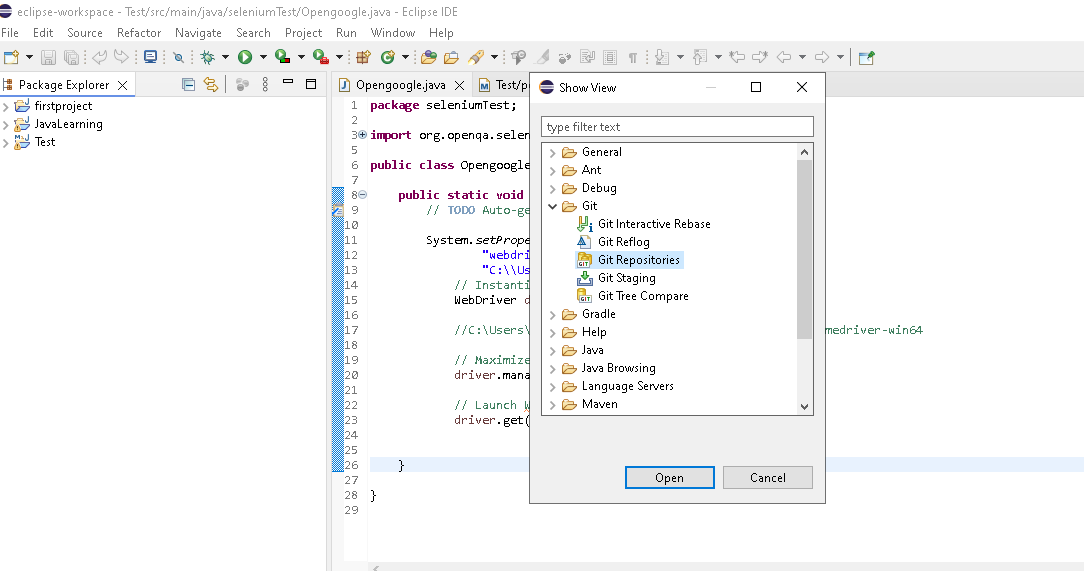 eclipse-workspace - Test/src/main/java/seleniumTest/Opengoogle.java - Eclipse IDE
File Edit Source Refactor Navigate Search Project Run Window Help
Package Explorer
firstproject
JavaLearning
Test
Opengoogle.java
Test/p
1 package seleniumTest;
2
3 import org.openqa.selen
5
6 public class Opengoogle
7
8 public static void
9 // TODO Auto-ge
10
11 System.setPrope
12 "webdri
13 "C:\\Us
14 // Instanti
15 WebDriver d
16
17 //C:\Users\ medriver-win64
18
19 // Maximize
20 driver.mana
21
22 // Launch W
23 driver.get(
24
25
26 }
27
28 }
29
Show View
type filter text
General
Ant
Debug
Git
Git Interactive Rebase
Git Reflog
Git Repositories
Git Staging
Git Tree Compare
Gradle
Help
Java
Java Browsing
Language Servers
Maven
Open
Cancel